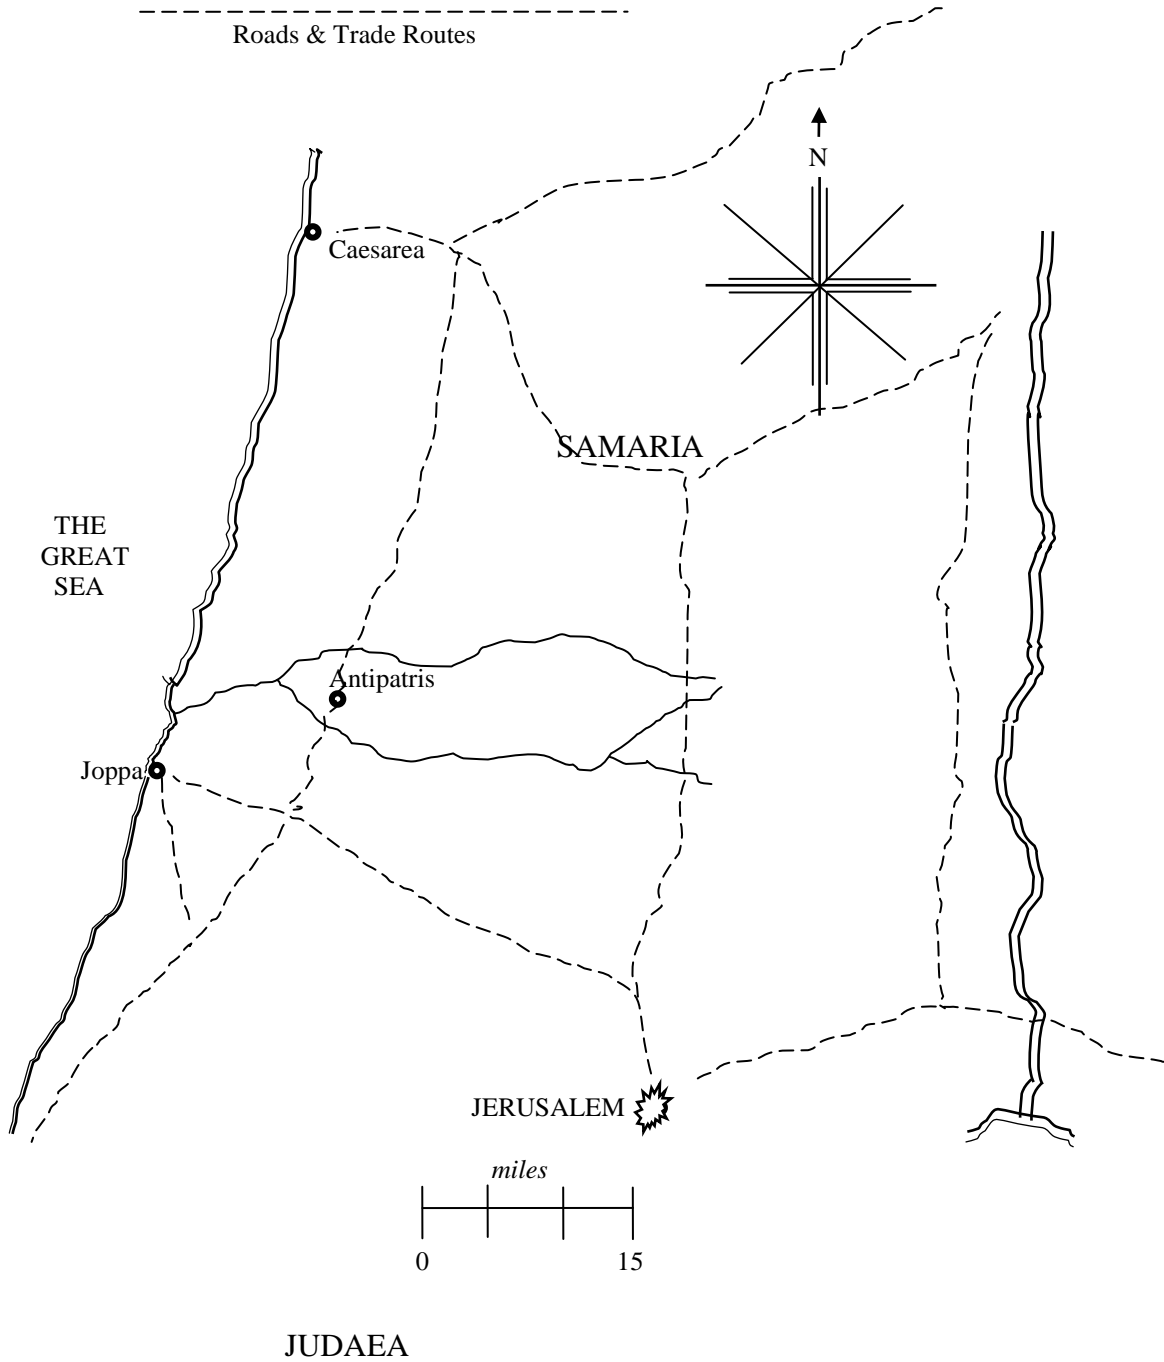 Roads & Trade Routes
N
Caesarea
SAMARIA
THE
GREAT
SEA
Antipatris
Joppa
JERUSALEM
miles
0 15
JUDAEA